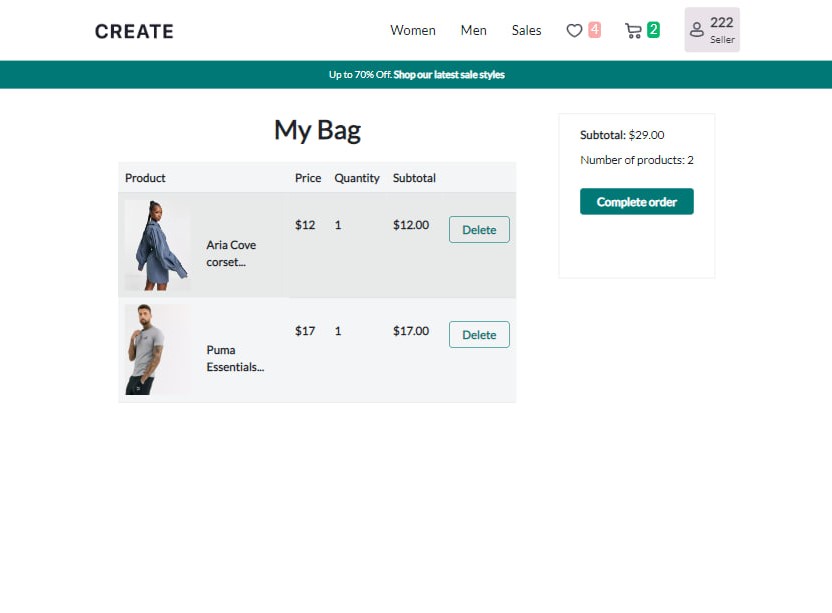 CREATE
Women Men Sales 4 2 222
Seller
Up to 70% Off. Shop our latest sale styles
My Bag
Product Price Quantity Subtotal
$12 1 $12.00 Delete
Aria Cove
corset...
$17 1 $17.00 Delete
Puma
Essentials...
Subtotal: $29.00
Number of products: 2
Complete order